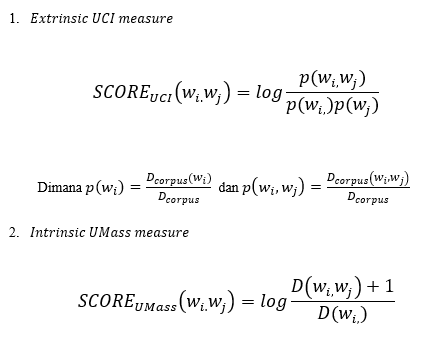 1. Extrinsic UCI measure
SCORE_UCI(w_i.w_j) = log p(w_i,w_j) / p(w_i,)p(w_j)
Dimana p(w_i) = D_corpus(w_i) / D_corpus dan p(w_i, w_j) = D_corpus(w_i,w_j) / D_corpus
2. Intrinsic UMass measure
SCORE_UMass(w_i.w_j) = log D(w_i,w_j) + 1 / D(w_i,)